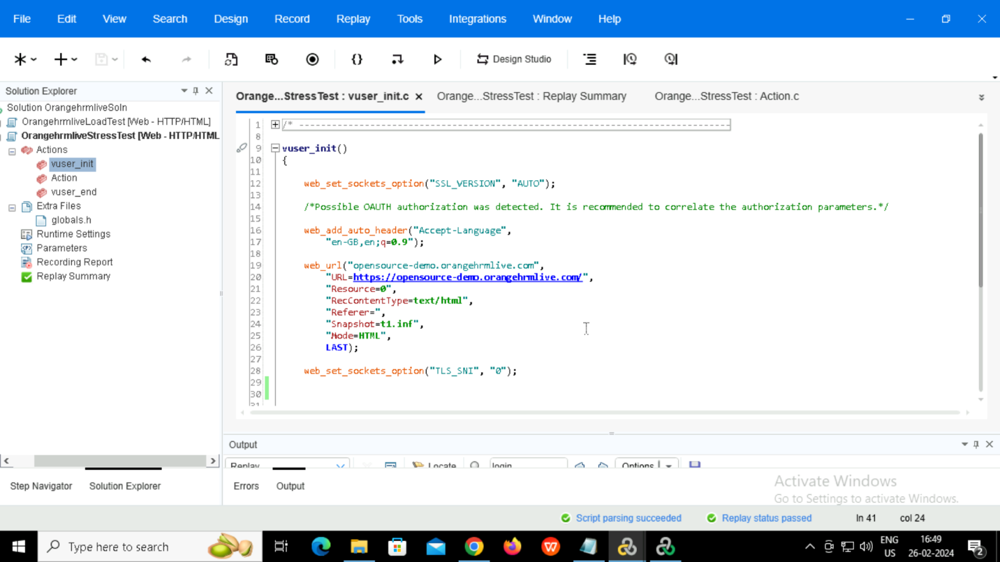 File Edit View Search Design Record Replay Tools Integrations Window Help
Design Studio
Solution Explorer
Solution OrangehrmliveSoln
OrangehrmliveLoadTest [Web - HTTP/HTML]
OrangehrmliveStressTest [Web - HTTP/HTML
Actions
vuser_init
Action
vuser_end
Extra Files
globals.h
Runtime Settings
Parameters
Recording Report
Replay Summary
Step Navigator Solution Explorer
Orange...StressTest : vuser_init.c Orange...StressTest : Replay Summary Orange...StressTest : Action.c
1 /* -----------------------------------------------------------------------------
8
9 vuser_init()
10 {
11
12 web_set_sockets_option("SSL_VERSION", "AUTO");
13
14 /*Possible OAUTH authorization was detected. It is recommended to correlate the authorization parameters.*/
15
16 web_add_auto_header("Accept-Language",
17 "en-GB,en;q=0.9");
18
19 web_url("opensource-demo.orangehrmlive.com",
20 "URL=https://opensource-demo.orangehrmlive.com/",
21 "Resource=0",
22 "RecContentType=text/html",
23 "Referer=",
24 "Snapshot=t1.inf",
25 "Mode=HTML",
26 LAST);
27
28 web_set_sockets_option("TLS_SNI", "0");
29
30
31
Output
Replay Locate login Options
Errors Output
Activate Windows
Go to Settings to activate Windows.
Script parsing succeeded Replay status passed ln 41 col 24
Type here to search
ENG
US
16:49
26-02-2024
2